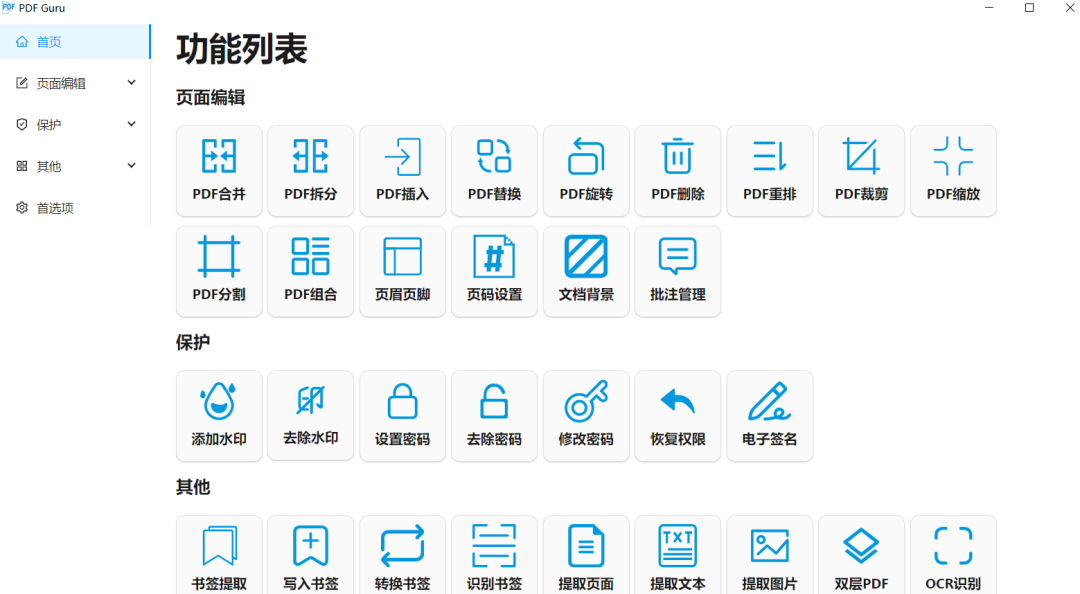 PDF PDF Guru
首页
页面编辑
保护
其他
首选项
功能列表
页面编辑
PDF合并 PDF拆分 PDF插入 PDF替换 PDF旋转 PDF删除 PDF重排 PDF裁剪 PDF缩放
#
PDF分割 PDF组合 页眉页脚 页码设置 文档背景 批注管理
保护
添加水印 去除水印 设置密码 去除密码 修改密码 恢复权限 电子签名
其他
TXT
书签提取 写入书签 转换书签 识别书签 提取页面 提取文本 提取图片 双层PDF OCR识别